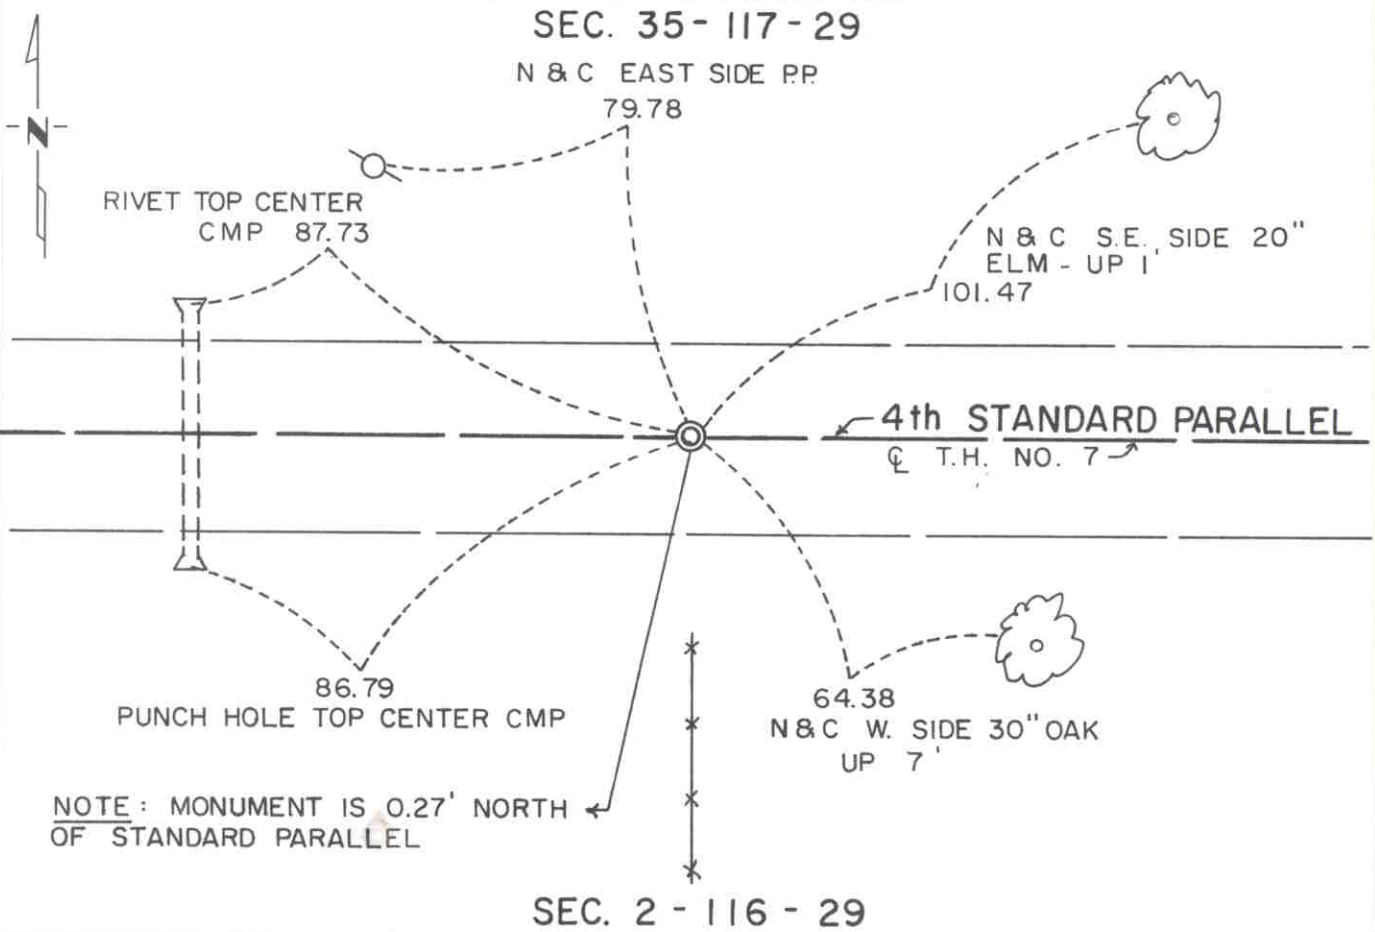 SEC. 35 - 117 - 29
N & C EAST SIDE P.P.
79.78
N
RIVET TOP CENTER
CMP 87.73
N & C S.E. SIDE 20"
ELM - UP 1'
101.47
4th STANDARD PARALLEL
℄ T.H. NO. 7
86.79
PUNCH HOLE TOP CENTER CMP
64.38
N & C W. SIDE 30" OAK
UP 7'
NOTE : MONUMENT IS 0.27' NORTH
OF STANDARD PARALLEL
SEC. 2 - 116 - 29